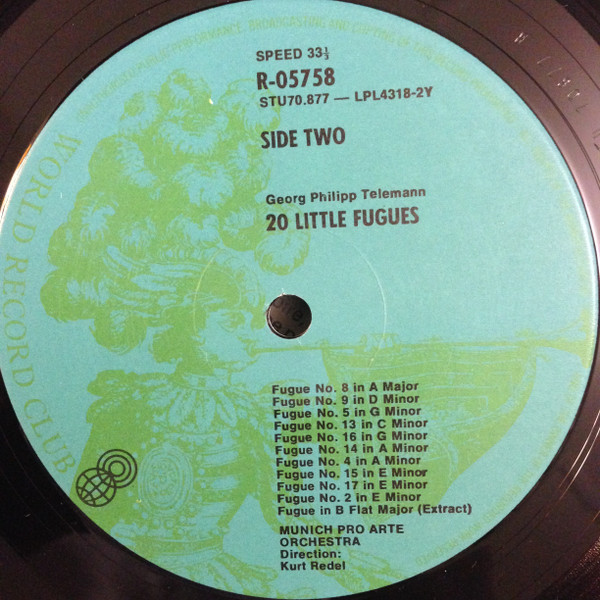 SPEED 33⅓
R-05758
STU70.877 — LPL4318-2Y
SIDE TWO
Georg Philipp Telemann
20 LITTLE FUGUES
Fugue No. 8 in A Major
Fugue No. 9 in D Minor
Fugue No. 5 in G Minor
Fugue No. 13 in C Minor
Fugue No. 16 in G Minor
Fugue No. 14 in A Minor
Fugue No. 4 in A Minor
Fugue No. 15 in E Minor
Fugue No. 17 in E Minor
Fugue No. 2 in E Minor
Fugue in B Flat Major (Extract)
MUNICH PRO ARTE
ORCHESTRA
Direction:
Kurt Redel
WORLD RECORD CLUB